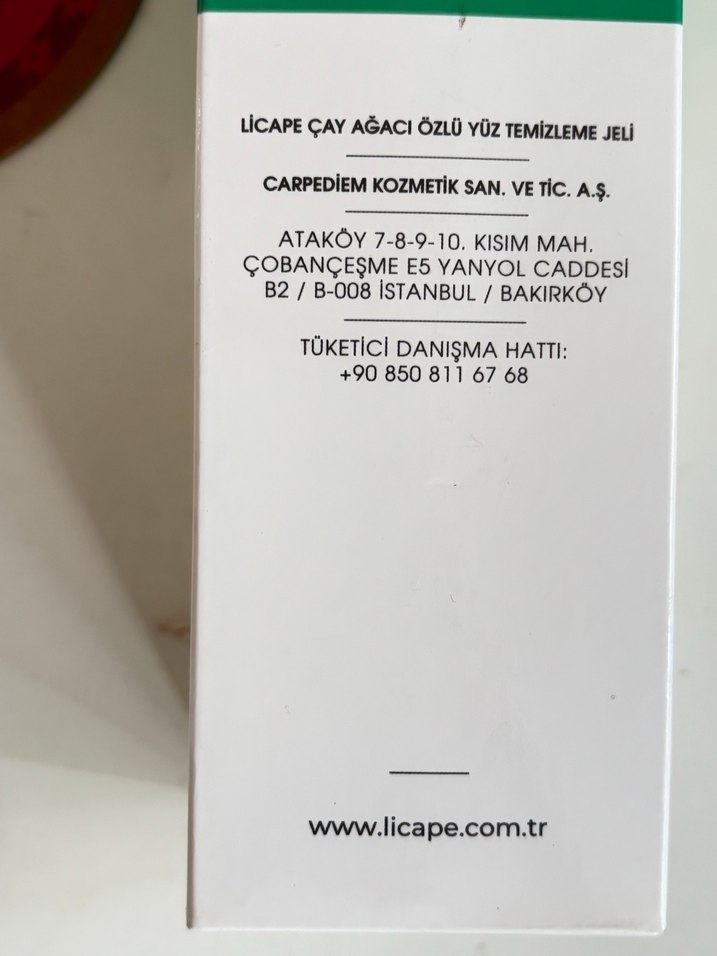 LİCAPE ÇAY AĞACI ÖZLÜ YÜZ TEMİZLEME JELİ
CARPEDİEM KOZMETİK SAN. VE TİC. A.Ş.
ATAKÖY 7-8-9-10. KISIM MAH.
ÇOBANÇEŞME E5 YANYOL CADDESİ
B2 / B-008 İSTANBUL / BAKIRKÖY
TÜKETİCİ DANIŞMA HATTI:
+90 850 811 67 68
www.licape.com.tr